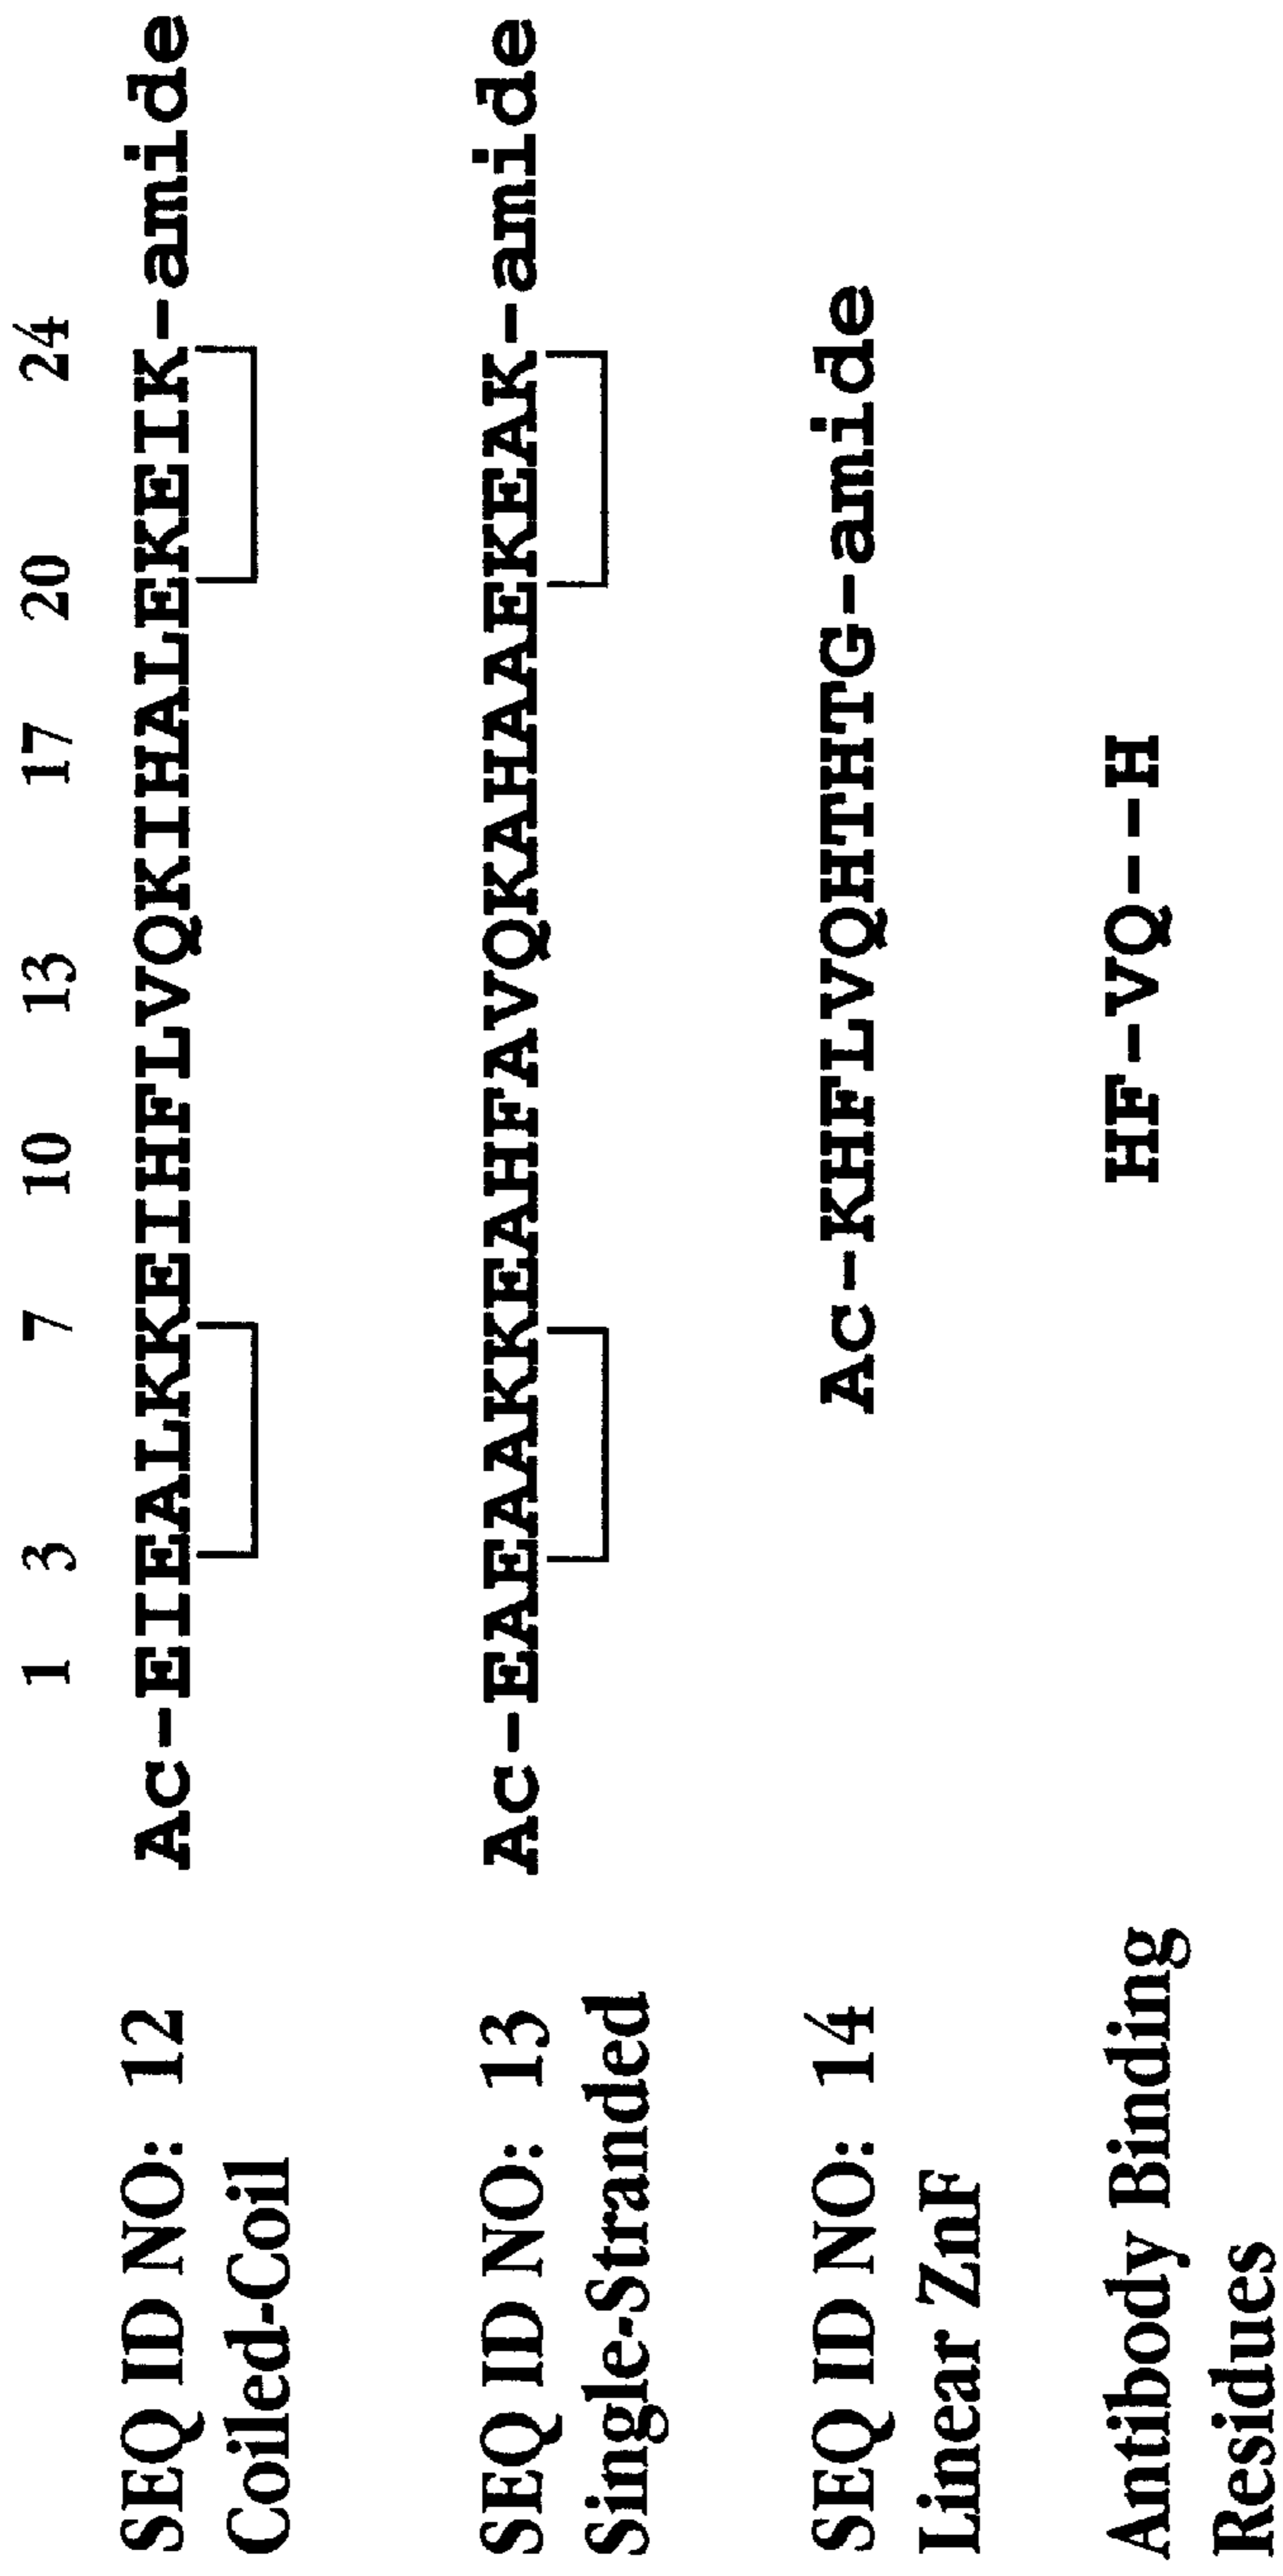 1 3 7 10 13 17 20 24
SEQ ID NO: 12 Ac-EIEALKKEIHFLVQKIHALEKEIK-amide
Coiled-Coil
SEQ ID NO: 13 Ac-EAEAAKKEAHFAVQKAHAAEKEAK-amide
Single-Stranded
SEQ ID NO: 14 Ac-KHFLVQHTHTG-amide
Linear ZnF
Antibody Binding HF-VQ--H
Residues